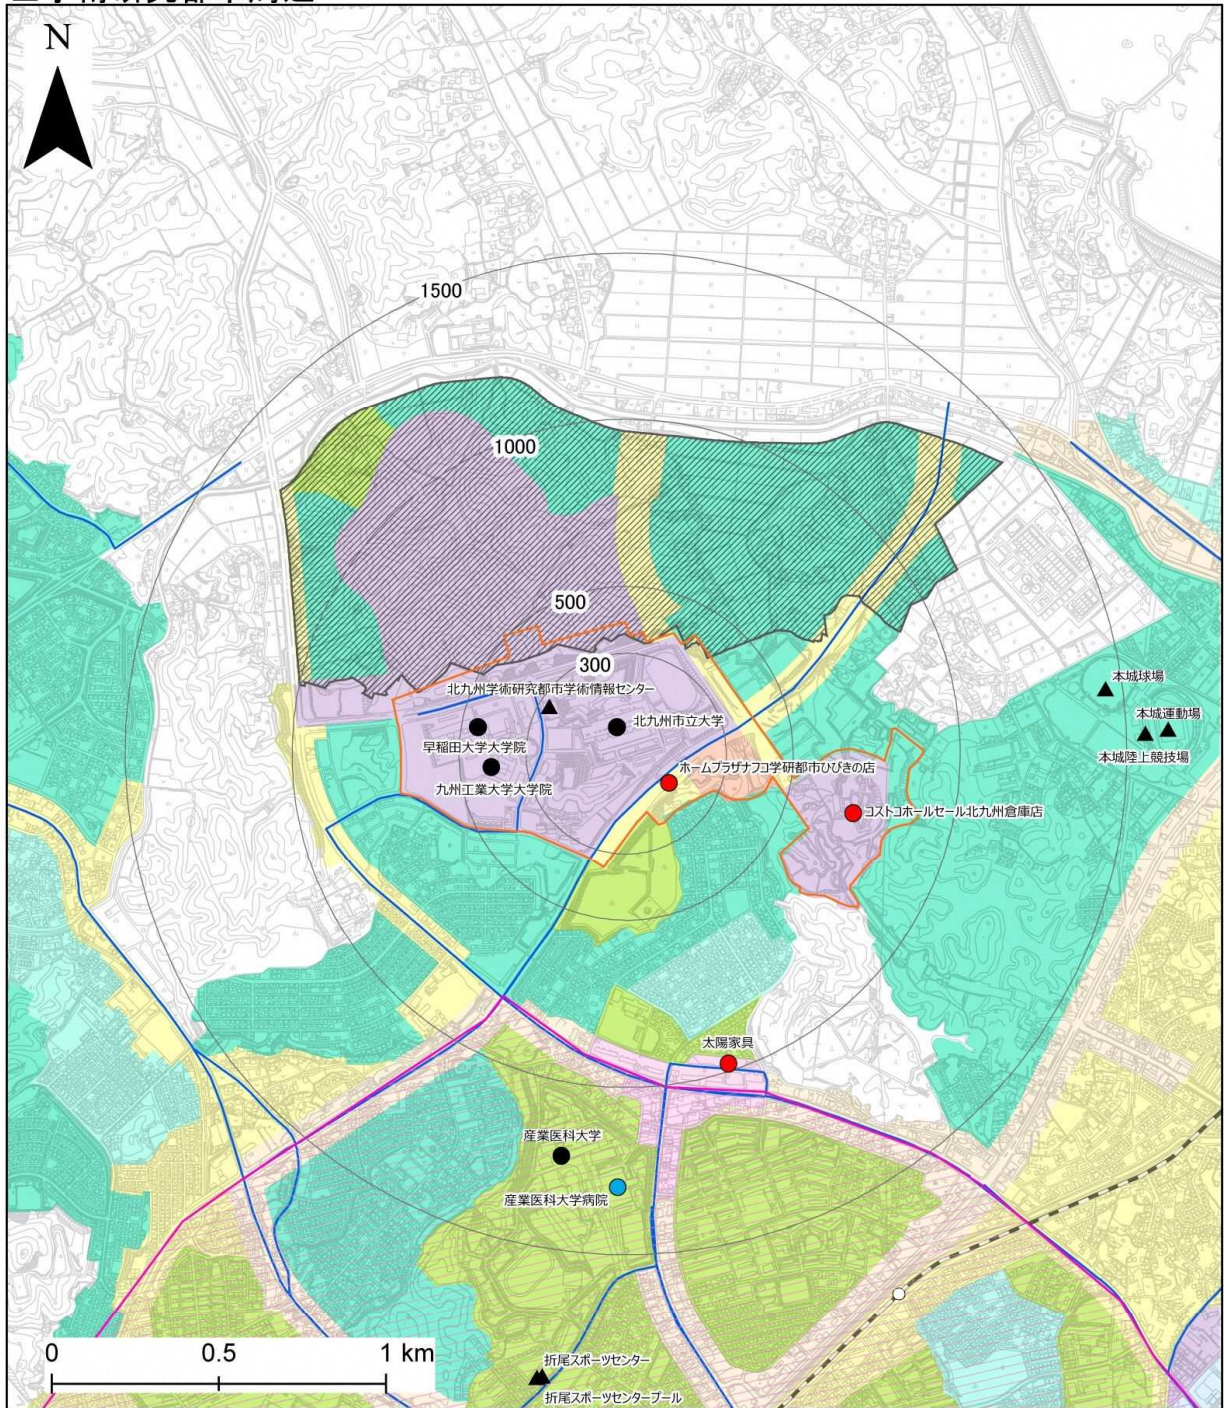 N
1500
1000
500
300
北九州学術研究都市学術情報センター
北九州市立大学
早稲田大学大学院
九州工業大学大学院
ホームプラザナフコ学研都市ひびきの店
コストコホールセール北九州倉庫店
本城球場
本城運動場
本城陸上競技場
太陽家具
産業医科大学
産業医科大学病院
折尾スポーツセンター
折尾スポーツセンタープール
0 0.5 1 km